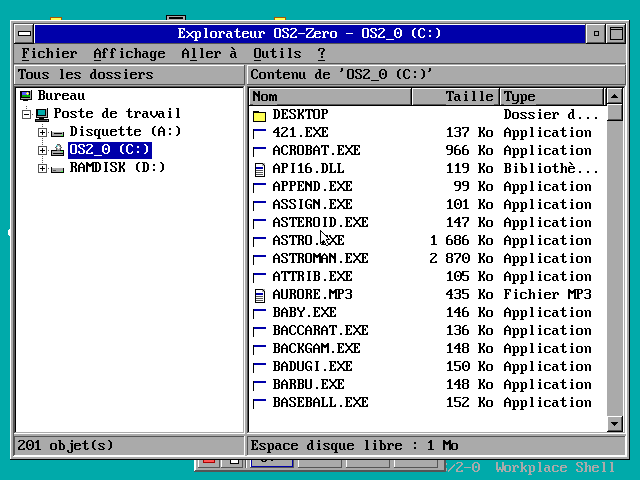 Explorateur OS2-Zero - OS2_0 (C:)
Fichier Affichage Aller à Outils ?
Tous les dossiers
Contenu de 'OS2_0 (C:)'
Bureau
Poste de travail
Disquette (A:)
OS2_0 (C:)
RAMDISK (D:)
Nom Taille Type
DESKTOP Dossier d...
421.EXE 137 Ko Application
ACROBAT.EXE 966 Ko Application
API16.DLL 119 Ko Bibliothè...
APPEND.EXE 99 Ko Application
ASSIGN.EXE 101 Ko Application
ASTEROID.EXE 147 Ko Application
ASTRO.EXE 1 686 Ko Application
ASTROMAN.EXE 2 870 Ko Application
ATTRIB.EXE 105 Ko Application
AURORE.MP3 435 Ko Fichier MP3
BABY.EXE 146 Ko Application
BACCARAT.EXE 136 Ko Application
BACKGAM.EXE 148 Ko Application
BADUGI.EXE 150 Ko Application
BARBU.EXE 148 Ko Application
BASEBALL.EXE 152 Ko Application
201 objet(s)
Espace disque libre : 1 Mo
/2-0 Workplace Shell